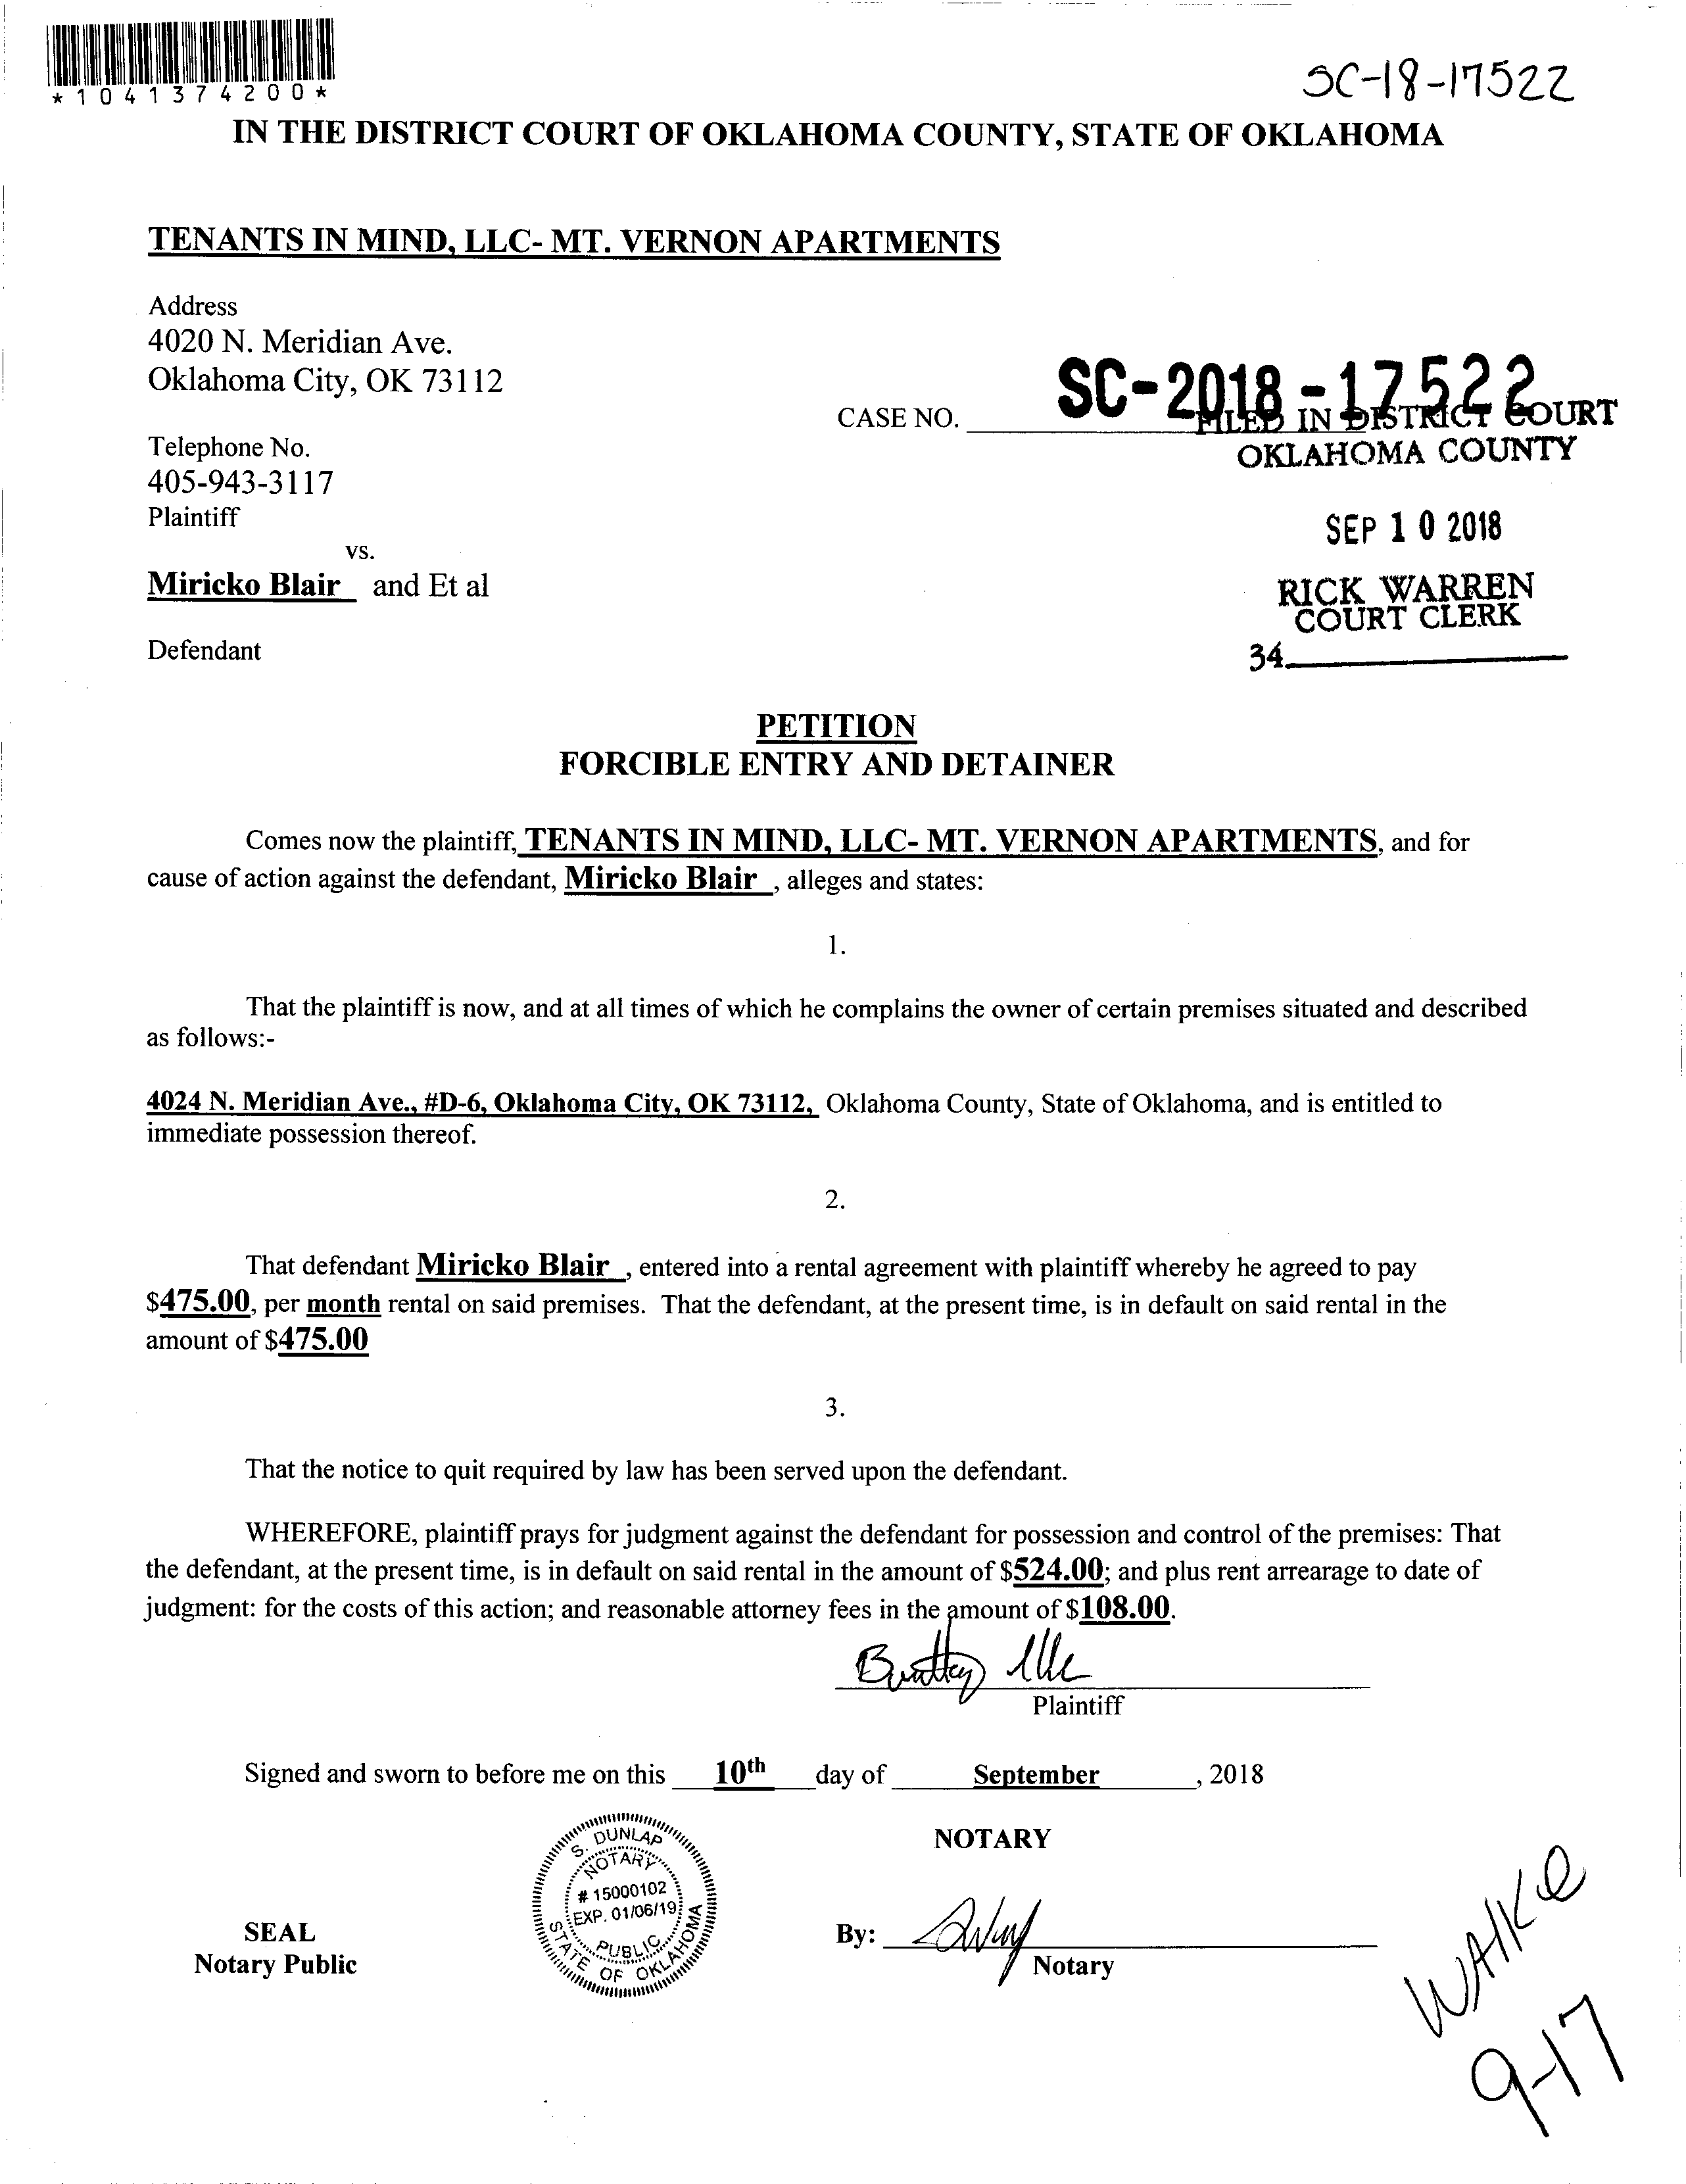 *1041374200*
SC-18-17522
IN THE DISTRICT COURT OF OKLAHOMA COUNTY, STATE OF OKLAHOMA
TENANTS IN MIND, LLC- MT. VERNON APARTMENTS
Address
4020 N. Meridian Ave.
Oklahoma City, OK 73112
CASE NO. SC-2018-17522
FILED IN DISTRICT COURT
OKLAHOMA COUNTY
Telephone No.
405-943-3117
Plaintiff
SEP 10 2018
vs.
Miricko Blair and Et al
RICK WARREN
COURT CLERK
Defendant
34
PETITION
FORCIBLE ENTRY AND DETAINER
Comes now the plaintiff, TENANTS IN MIND, LLC- MT. VERNON APARTMENTS, and for
cause of action against the defendant, Miricko Blair , alleges and states:
1.
That the plaintiff is now, and at all times of which he complains the owner of certain premises situated and described
as follows:-
4024 N. Meridian Ave., #D-6, Oklahoma City, OK 73112, Oklahoma County, State of Oklahoma, and is entitled to
immediate possession thereof.
2.
That defendant Miricko Blair , entered into a rental agreement with plaintiff whereby he agreed to pay
$475.00, per month rental on said premises. That the defendant, at the present time, is in default on said rental in the
amount of $475.00
3.
That the notice to quit required by law has been served upon the defendant.
WHEREFORE, plaintiff prays for judgment against the defendant for possession and control of the premises: That
the defendant, at the present time, is in default on said rental in the amount of $524.00; and plus rent arrearage to date of
judgment: for the costs of this action; and reasonable attorney fees in the amount of $108.00.
Plaintiff
Signed and sworn to before me on this 10th day of September , 2018
S. DUNLAP
NOTARY
# 15000102
EXP. 01/06/19
PUBLIC
STATE OF OKLAHOMA
NOTARY
SEAL
Notary Public
By:
Notary
9-17